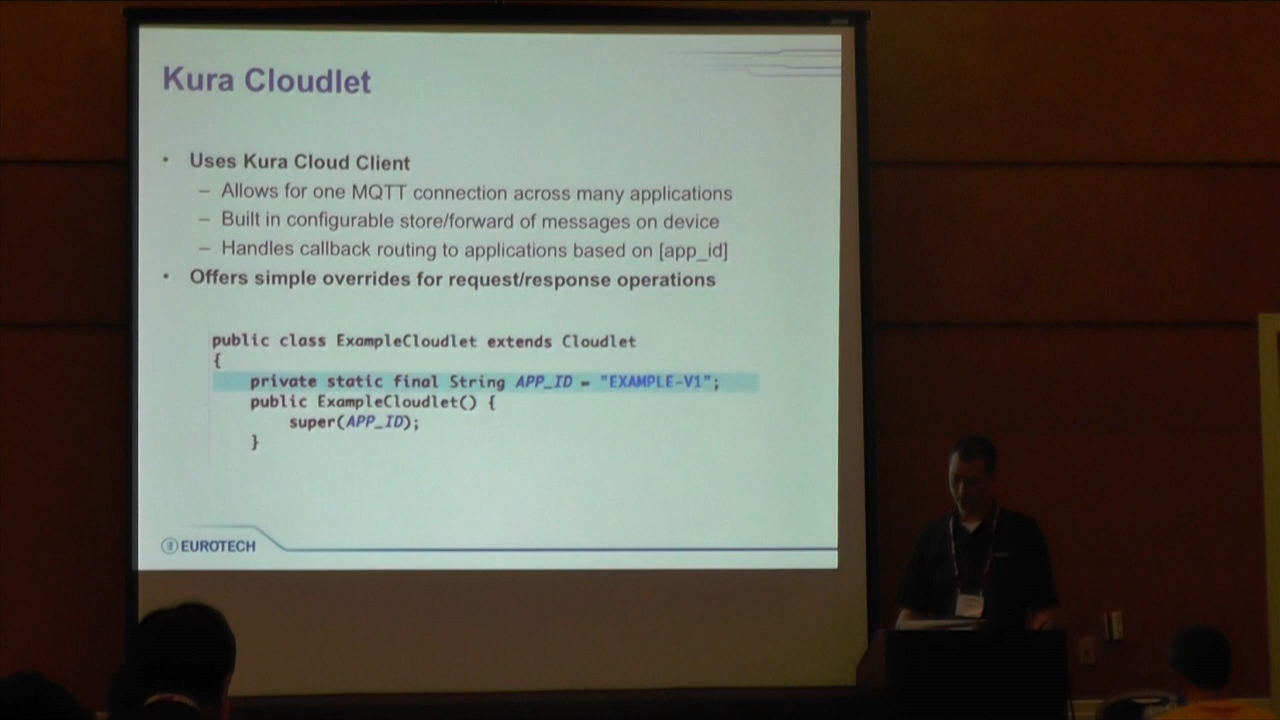 Kura Cloudlet
• Uses Kura Cloud Client
– Allows for one MQTT connection across many applications
– Built in configurable store/forward of messages on device
– Handles callback routing to applications based on [app_id]
• Offers simple overrides for request/response operations
public class ExampleCloudlet extends Cloudlet
{
private static final String APP_ID = "EXAMPLE-V1";
public ExampleCloudlet() {
super(APP_ID);
}
EUROTECH